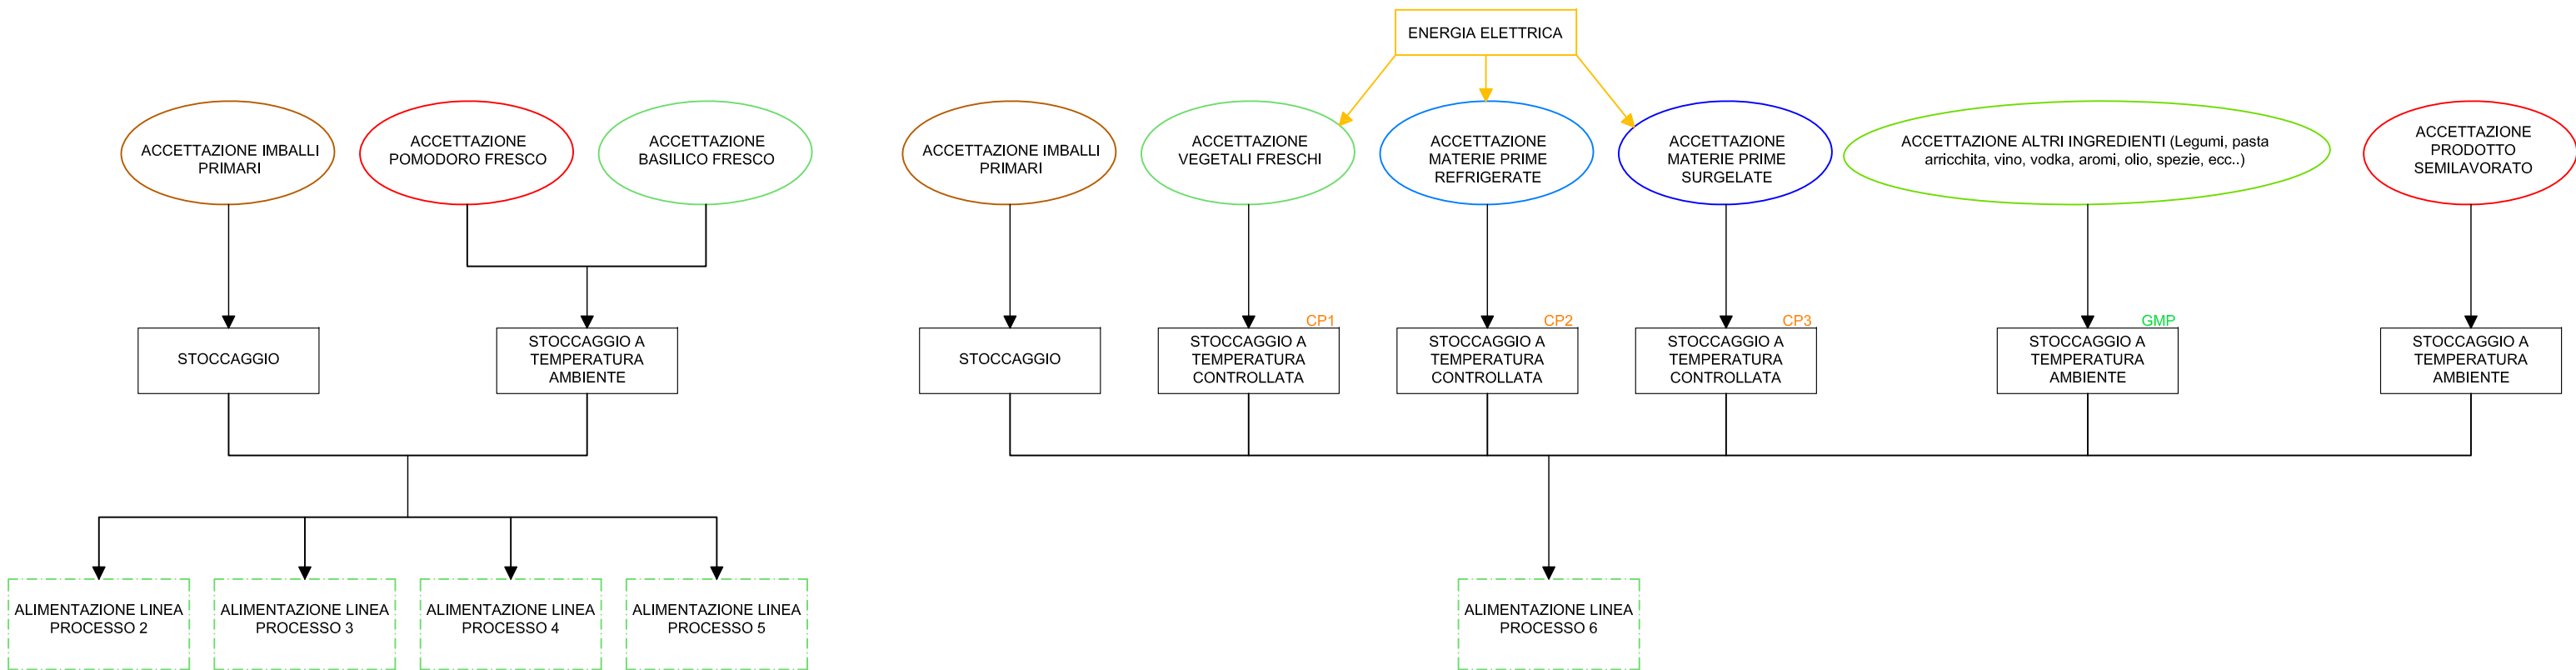 ENERGIA ELETTRICA
ACCETTAZIONE IMBALLI
PRIMARI
ACCETTAZIONE
POMODORO FRESCO
ACCETTAZIONE
BASILICO FRESCO
ACCETTAZIONE IMBALLI
PRIMARI
ACCETTAZIONE
VEGETALI FRESCHI
ACCETTAZIONE
MATERIE PRIME
REFRIGERATE
ACCETTAZIONE
MATERIE PRIME
SURGELATE
ACCETTAZIONE ALTRI INGREDIENTI (Legumi, pasta
arricchita, vino, vodka, aromi, olio, spezie, ecc..)
ACCETTAZIONE
PRODOTTO
SEMILAVORATO
STOCCAGGIO
STOCCAGGIO A
TEMPERATURA
AMBIENTE
STOCCAGGIO
CP1
STOCCAGGIO A
TEMPERATURA
CONTROLLATA
CP2
STOCCAGGIO A
TEMPERATURA
CONTROLLATA
CP3
STOCCAGGIO A
TEMPERATURA
CONTROLLATA
GMP
STOCCAGGIO A
TEMPERATURA
AMBIENTE
STOCCAGGIO A
TEMPERATURA
AMBIENTE
ALIMENTAZIONE LINEA
PROCESSO 2
ALIMENTAZIONE LINEA
PROCESSO 3
ALIMENTAZIONE LINEA
PROCESSO 4
ALIMENTAZIONE LINEA
PROCESSO 5
ALIMENTAZIONE LINEA
PROCESSO 6